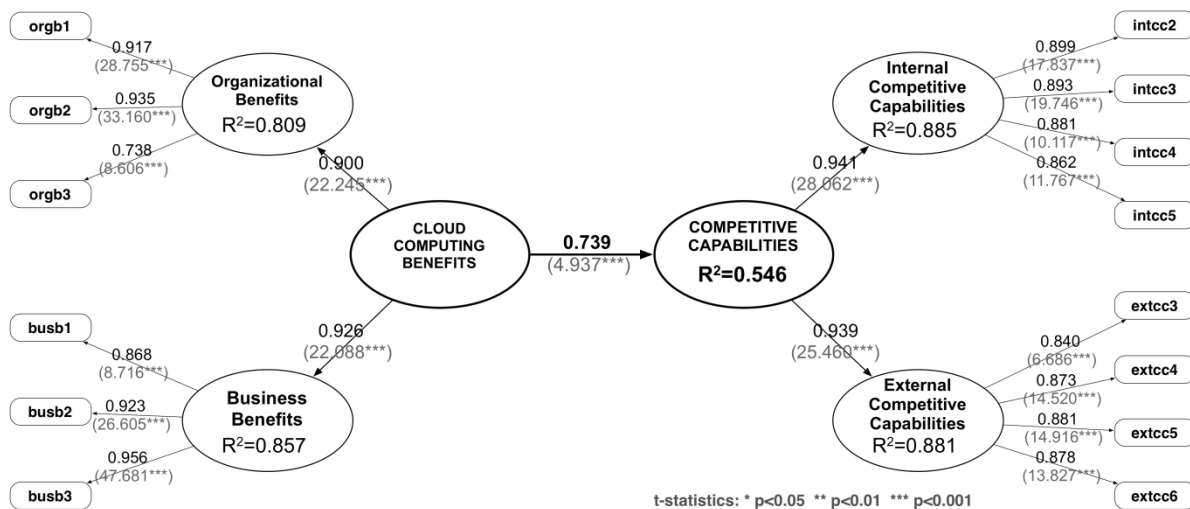 orgb1
0.917
(28.755***)
orgb2
0.935
(33.160***)
0.738
(8.606***)
orgb3
Organizational
Benefits
R²=0.809
0.900
(22.245***)
CLOUD
COMPUTING
BENEFITS
0.739
(4.937***)
COMPETITIVE
CAPABILITIES
R²=0.546
0.926
(22.088***)
busb1
0.868
(8.716***)
busb2
0.923
(26.605***)
0.956
(47.681***)
busb3
Business
Benefits
R²=0.857
0.941
(28.062***)
Internal
Competitive
Capabilities
R²=0.885
0.899
(17.837***)
intcc2
0.893
(19.746***)
intcc3
0.881
(10.117***)
intcc4
0.862
(11.767***)
intcc5
0.939
(25.460***)
External
Competitive
Capabilities
R²=0.881
0.840
(6.686***)
extcc3
0.873
(14.520***)
extcc4
0.881
(14.916***)
extcc5
0.878
(13.827***)
extcc6
t-statistics: * p<0.05 ** p<0.01 *** p<0.001